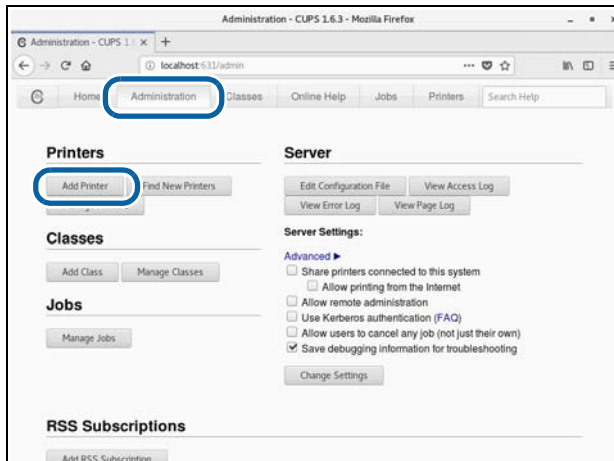 Administration - CUPS 1.6.3 - Mozilla Firefox
Administration - CUPS 1.
localhost:631/admin
Home Administration Classes Online Help Jobs Printers Search Help
Printers
Add Printer Find New Printers
Classes
Add Class Manage Classes
Jobs
Manage Jobs
Server
Edit Configuration File View Access Log
View Error Log View Page Log
Server Settings:
Advanced ▶
Share printers connected to this system
Allow printing from the Internet
Allow remote administration
Use Kerberos authentication (FAQ)
Allow users to cancel any job (not just their own)
Save debugging information for troubleshooting
Change Settings
RSS Subscriptions
Add RSS Subscription